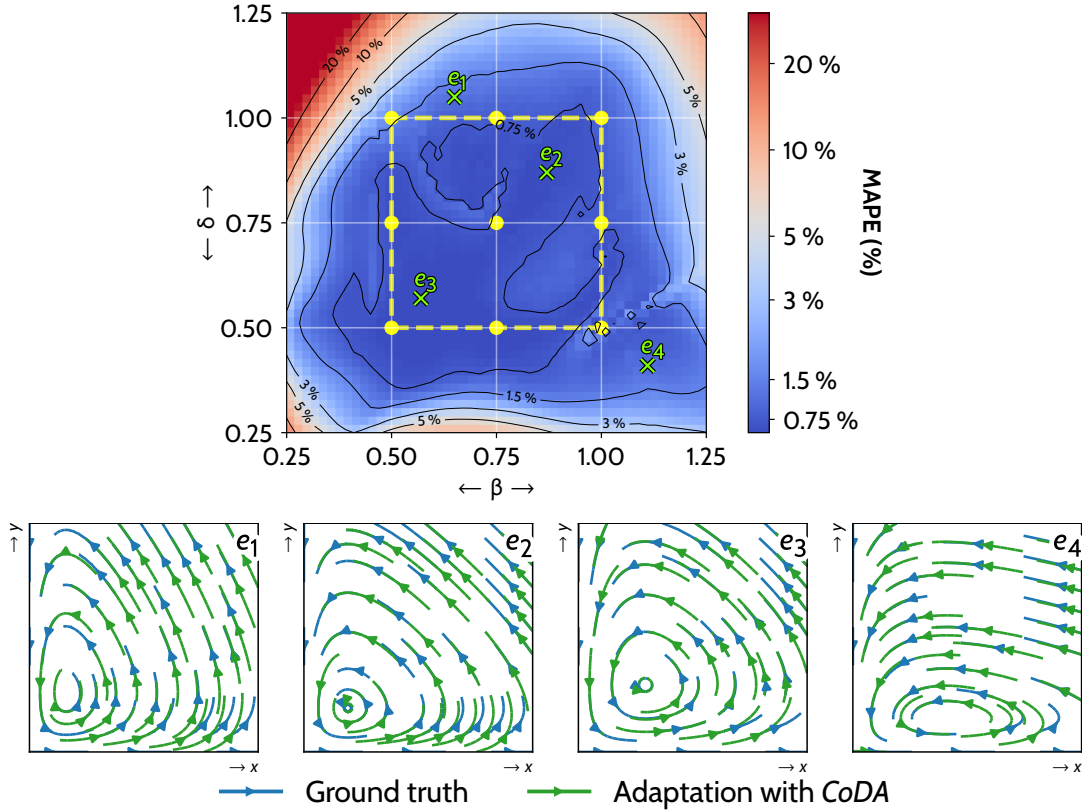 1.25
1.00
0.75
0.50
0.25
← δ →
0.25 0.50 0.75 1.00 1.25
← β →
20 %
10 %
5 %
5 %
3 %
0.75 %
1.5 %
3 %
5 %
5 %
3 %
e1
e2
e3
e4
20 %
10 %
5 %
3 %
1.5 %
0.75 %
MAPE (%)
→ y → y → y → y
e1 e2 e3 e4
→ x → x → x → x
Ground truth Adaptation with CoDA